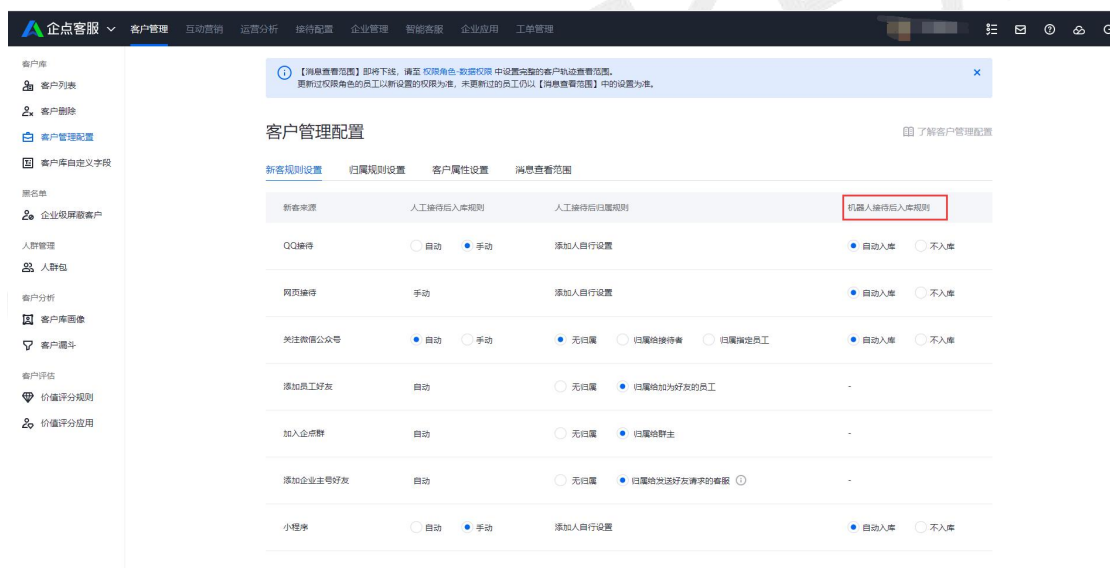 企点客服
客户管理
互动营销
运营分析
接待配置
企业管理
智能客服
企业应用
工单管理
客户库
客户列表
客户删除
客户管理配置
客户库自定义字段
黑名单
企业级屏蔽客户
人群管理
人群包
客户分析
客户库画像
客户漏斗
客户评估
价值评分规则
价值评分应用
【消息查看范围】即将下线，请至 权限角色-数据权限 中设置完整的客户轨迹查看范围。
更新过权限角色的员工以新设置的权限为准，未更新过的员工仍以【消息查看范围】中的设置为准。
客户管理配置
了解客户管理配置
新客规则设置 归属规则设置 客户属性设置 消息查看范围
新客来源 人工接待后入库规则 人工接待后归属规则 机器人接待后入库规则
QQ接待 自动 手动 添加人自行设置 自动入库 不入库
网页接待 手动 添加人自行设置 自动入库 不入库
关注微信公众号 自动 手动 无归属 归属给接待者 归属指定员工 自动入库 不入库
添加员工好友 自动 无归属 归属给加为好友的员工 -
加入企点群 自动 无归属 归属给群主 -
添加企业主号好友 自动 无归属 归属给发送好友请求的客服 -
小程序 自动 手动 添加人自行设置 自动入库 不入库